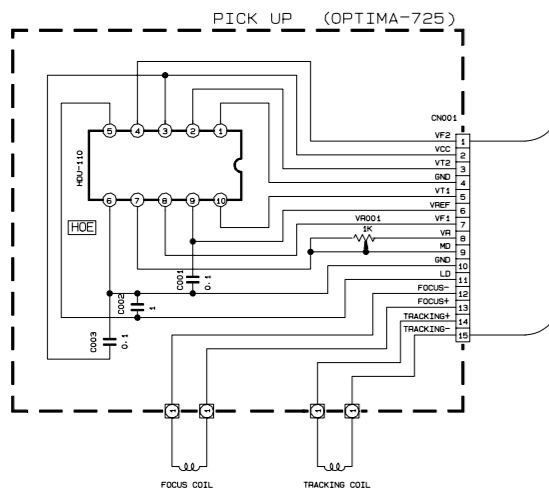 PICK UP (OPTIMA-725)
CN001
5 4 3 2 1
HDU-110
6 7 8 9 10
HOE
VF2 1
VCC 2
VT2 3
GND 4
VT1 5
VREF 6
VF1 7
VR 8
MD 9
GND 10
LD 11
FOCUS- 12
FOCUS+ 13
TRACKING+ 14
TRACKING- 15
VR001
1K
C001
0.1
C002
1
C003
0.1
1 1 1 1
FOCUS COIL
TRACKING COIL